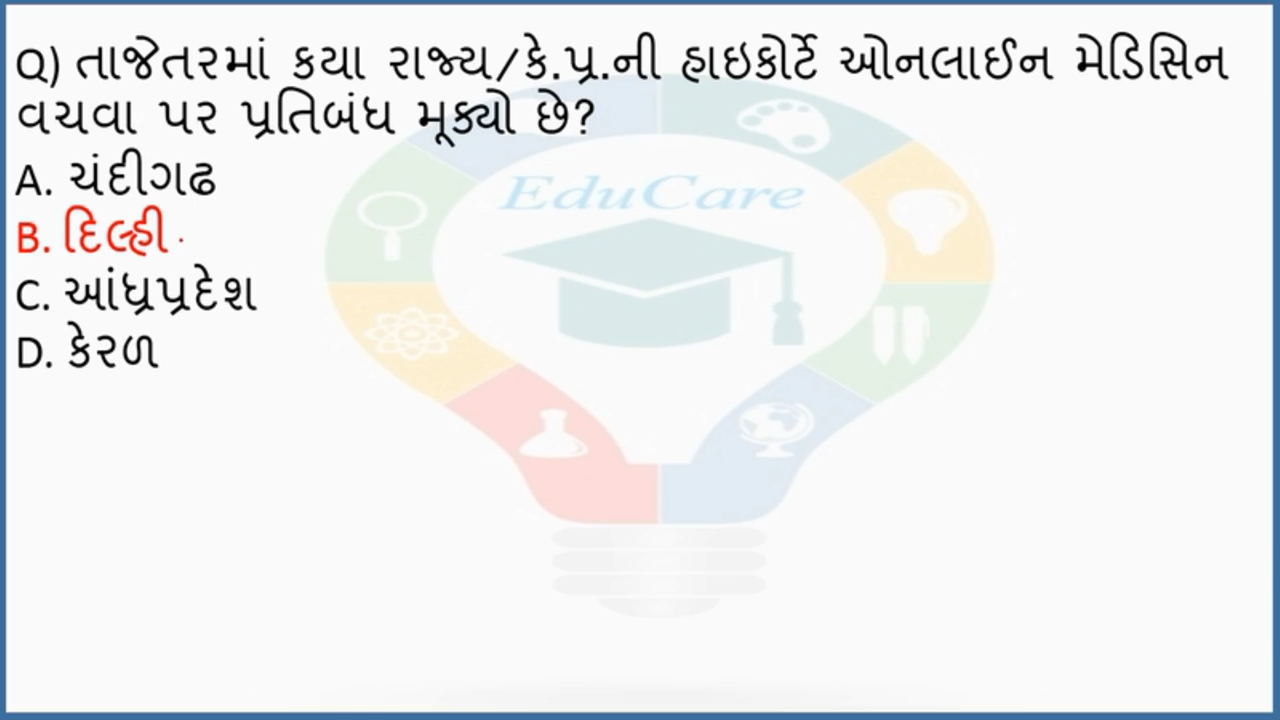 Q) તાજેતરમાં કયા રાજ્ય/કે.પ્ર.ની હાઇકોર્ટે ઓનલાઈન મેડિસિન
વચવા પર પ્રતિબંધ મૂક્યો છે?
A. ચંદીગઢ
EduCare
B. દિલ્હી.
C. આંધ્રપ્રદેશ
D. કેરળ